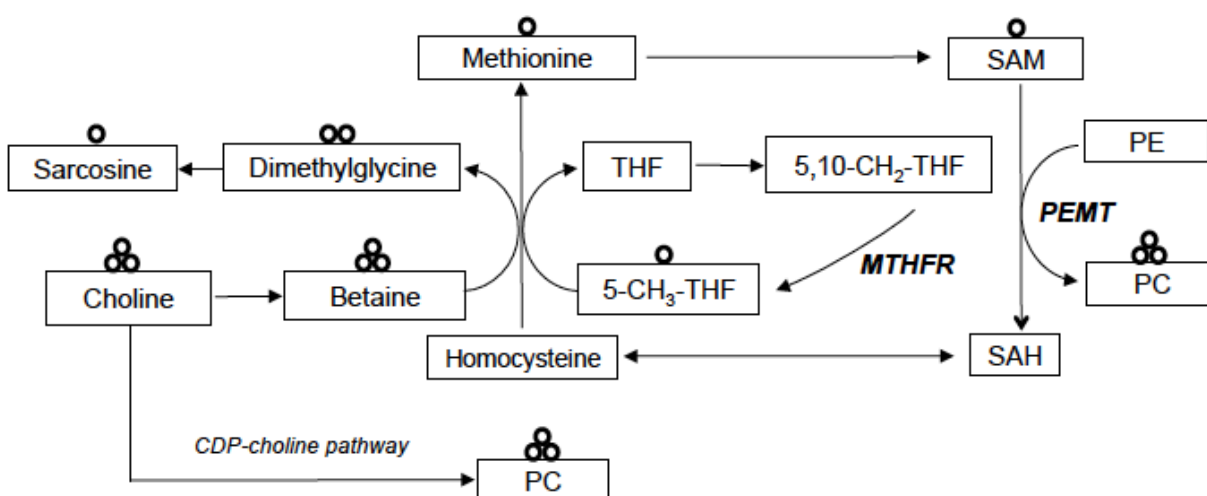 Methionine
SAM
Sarcosine
Dimethylglycine
THF
5,10-CH₂-THF
PE
PEMT
MTHFR
Choline
Betaine
5-CH₃-THF
PC
Homocysteine
SAH
CDP-choline pathway
PC